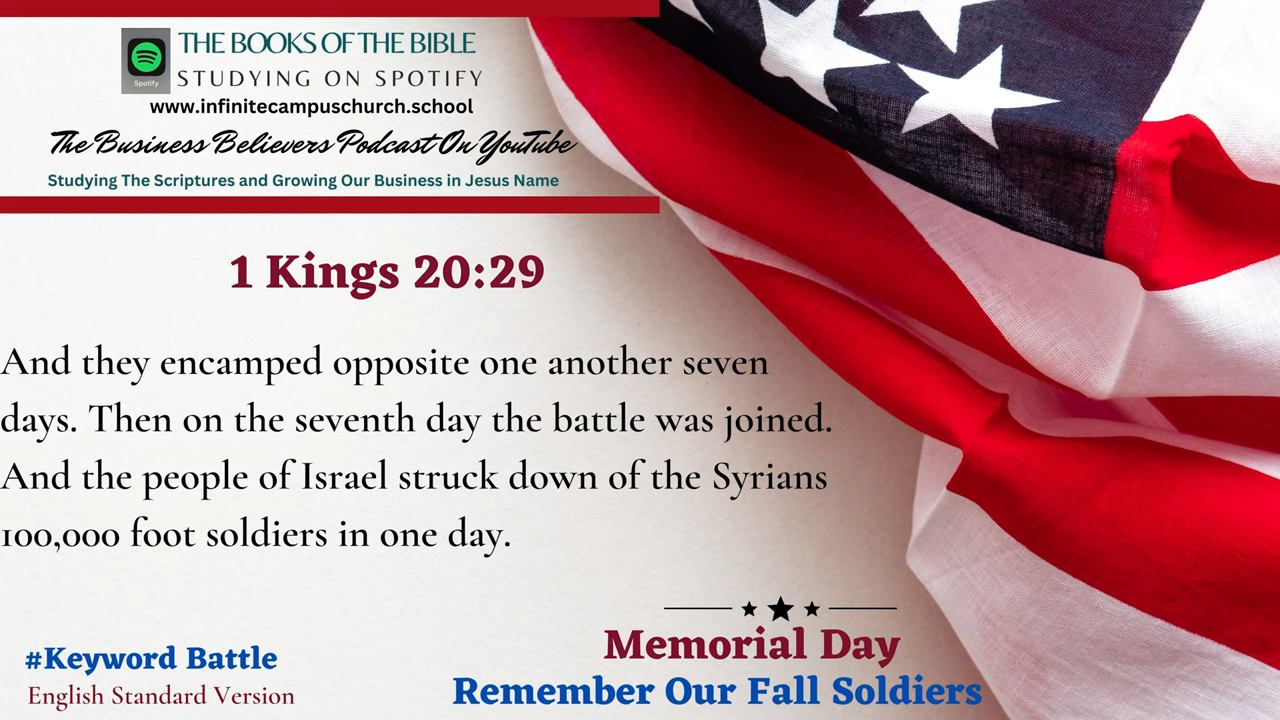 THE BOOKS OF THE BIBLE
Spotify
STUDYING ON SPOTIFY
www.infinitecampuschurch.school
The Business Believers Podcast On YouTube
Studying The Scriptures and Growing Our Business in Jesus Name
1 Kings 20:29
And they encamped opposite one another seven
days. Then on the seventh day the battle was joined.
And the people of Israel struck down of the Syrians
100,000 foot soldiers in one day.
Memorial Day
#Keyword Battle
Remember Our Fall Soldiers
English Standard Version